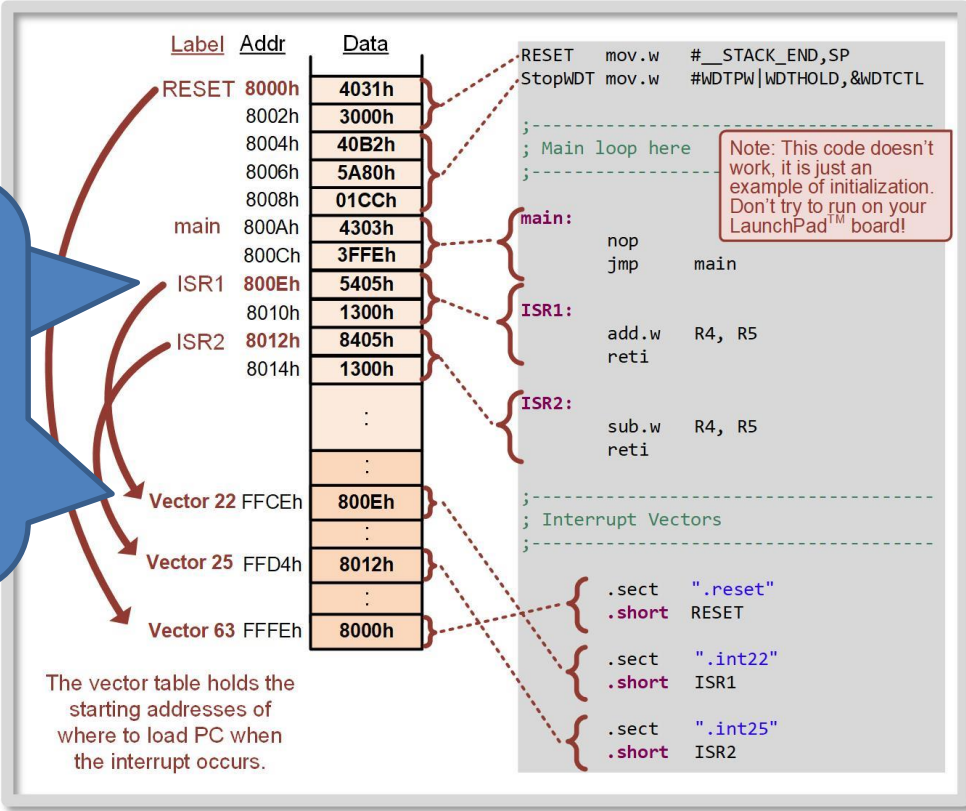 Label Addr Data
RESET 8000h 4031h
8002h 3000h
8004h 40B2h
8006h 5A80h
8008h 01CCh
main 800Ah 4303h
800Ch 3FFEh
ISR1 800Eh 5405h
8010h 1300h
ISR2 8012h 8405h
8014h 1300h
:
:
Vector 22 FFCEh 800Eh
:
Vector 25 FFD4h 8012h
:
Vector 63 FFFEh 8000h
The vector table holds the
starting addresses of
where to load PC when
the interrupt occurs.
RESET mov.w #__STACK_END,SP
StopWDT mov.w #WDTPW|WDTHOLD,&WDTCTL
;-------------------------------------------
; Main loop here
;-------------------
Note: This code doesn't
work, it is just an
example of initialization.
Don't try to run on your
LaunchPad™ board!
main:
nop
jmp main
ISR1:
add.w R4, R5
reti
ISR2:
sub.w R4, R5
reti
;-------------------------------------------
; Interrupt Vectors
;-------------------------------------------
.sect ".reset"
.short RESET
.sect ".int22"
.short ISR1
.sect ".int25"
.short ISR2